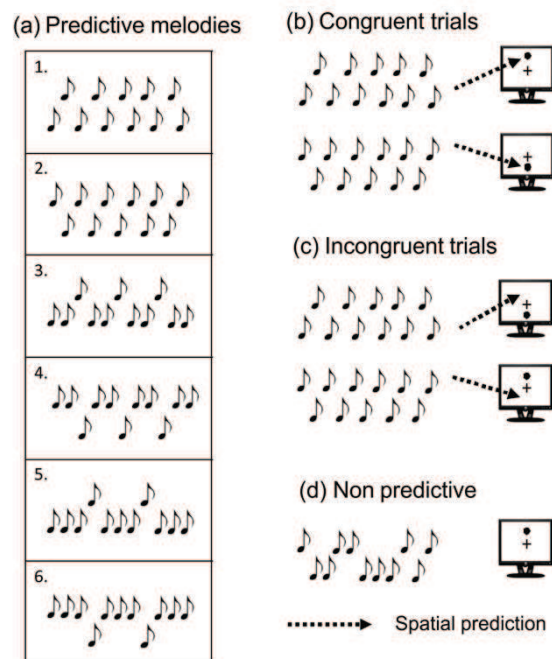 (a) Predictive melodies
1.
2.
3.
4.
5.
6.
(b) Congruent trials
(c) Incongruent trials
(d) Non predictive
Spatial prediction